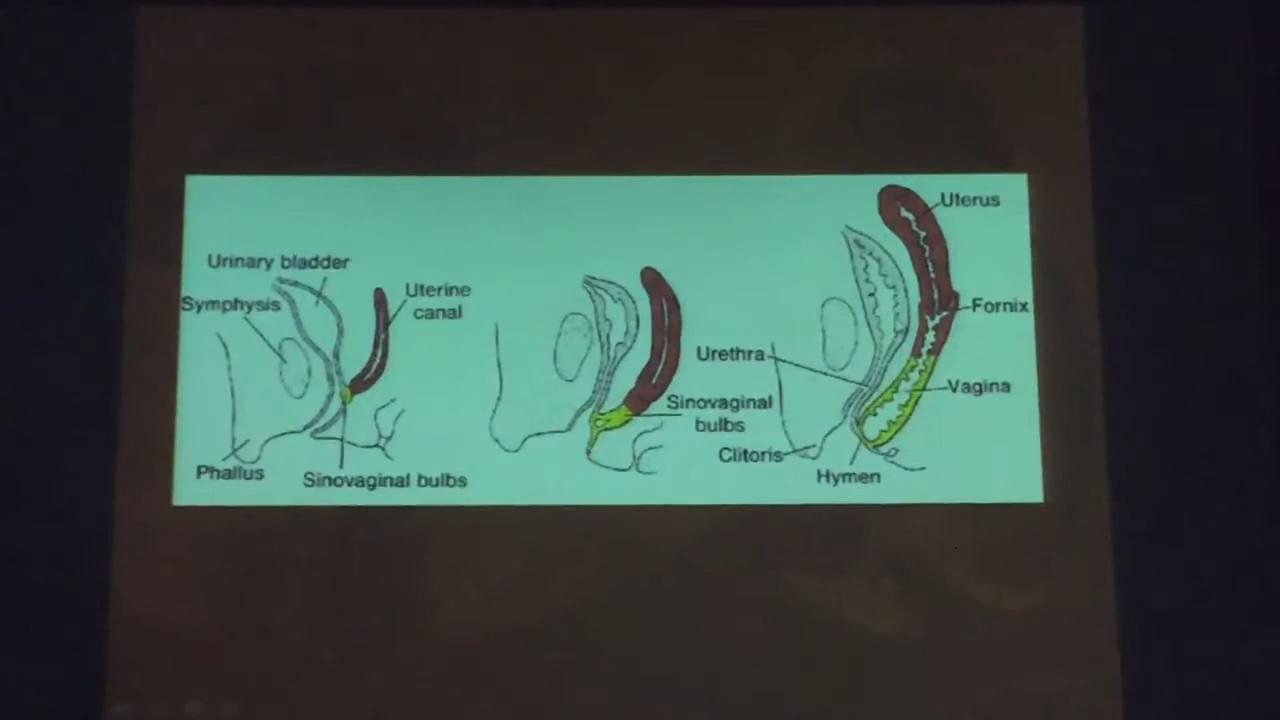 Urinary bladder
Symphysis
Uterine
canal
Phallus
Sinovaginal bulbs
Sinovaginal
bulbs
Uterus
Fornix
Urethra
Vagina
Clitoris
Hymen